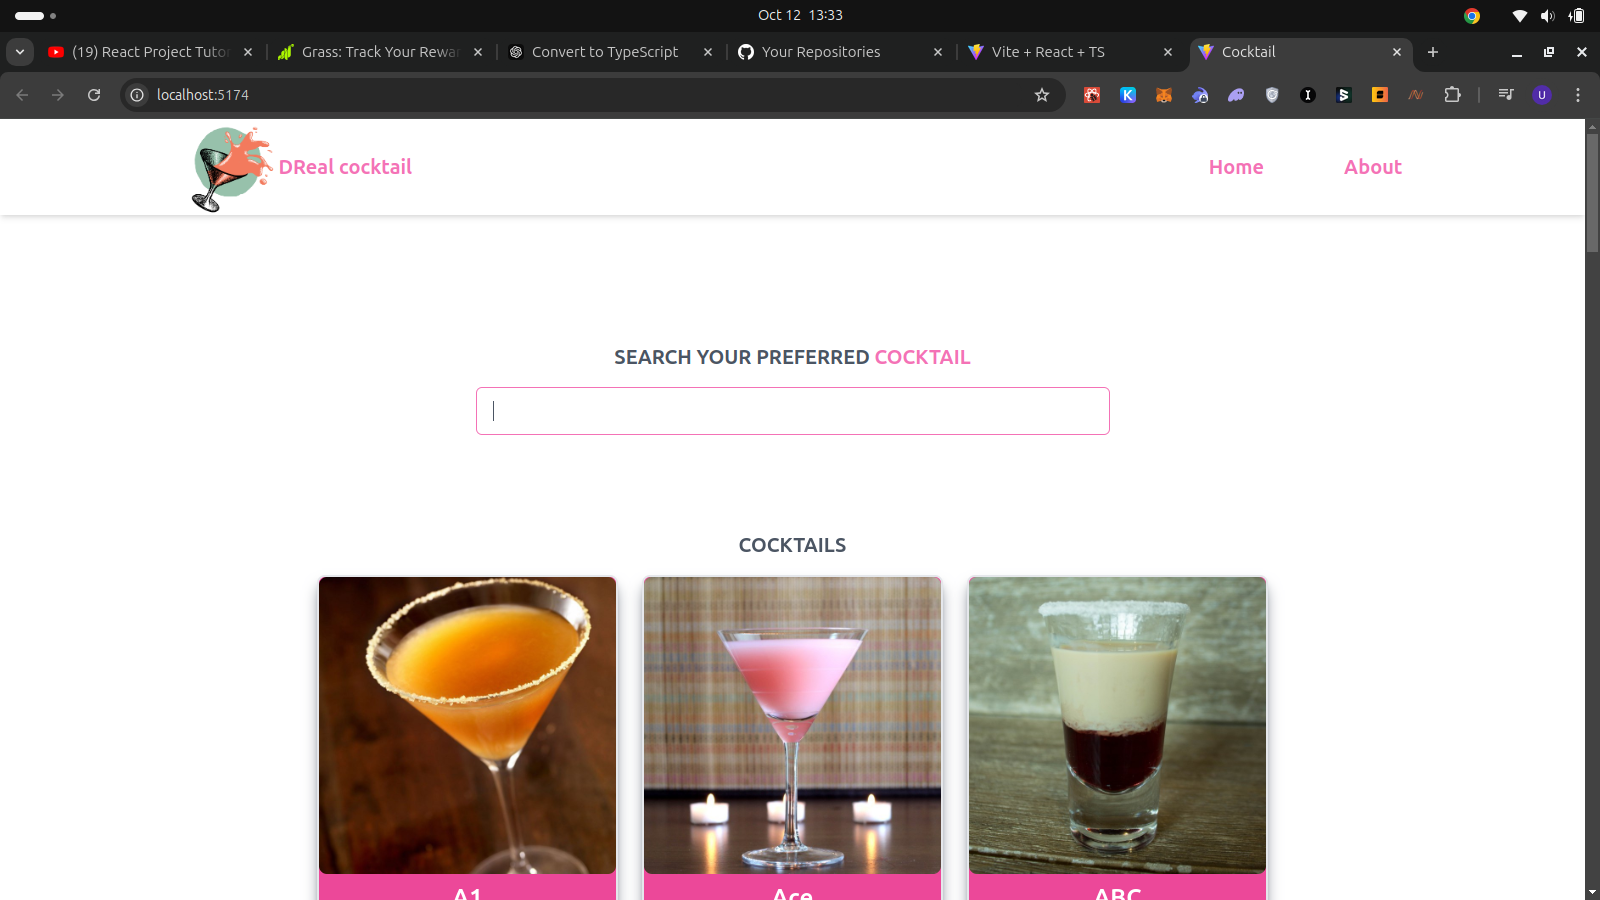 Oct 12 13:33
(19) React Project Tutor
Grass: Track Your Rewar
Convert to TypeScript
Your Repositories
Vite + React + TS
Cocktail
localhost:5174
U
DReal cocktail
Home
About
SEARCH YOUR PREFERRED COCKTAIL
COCKTAILS
A1
Ace
ABC